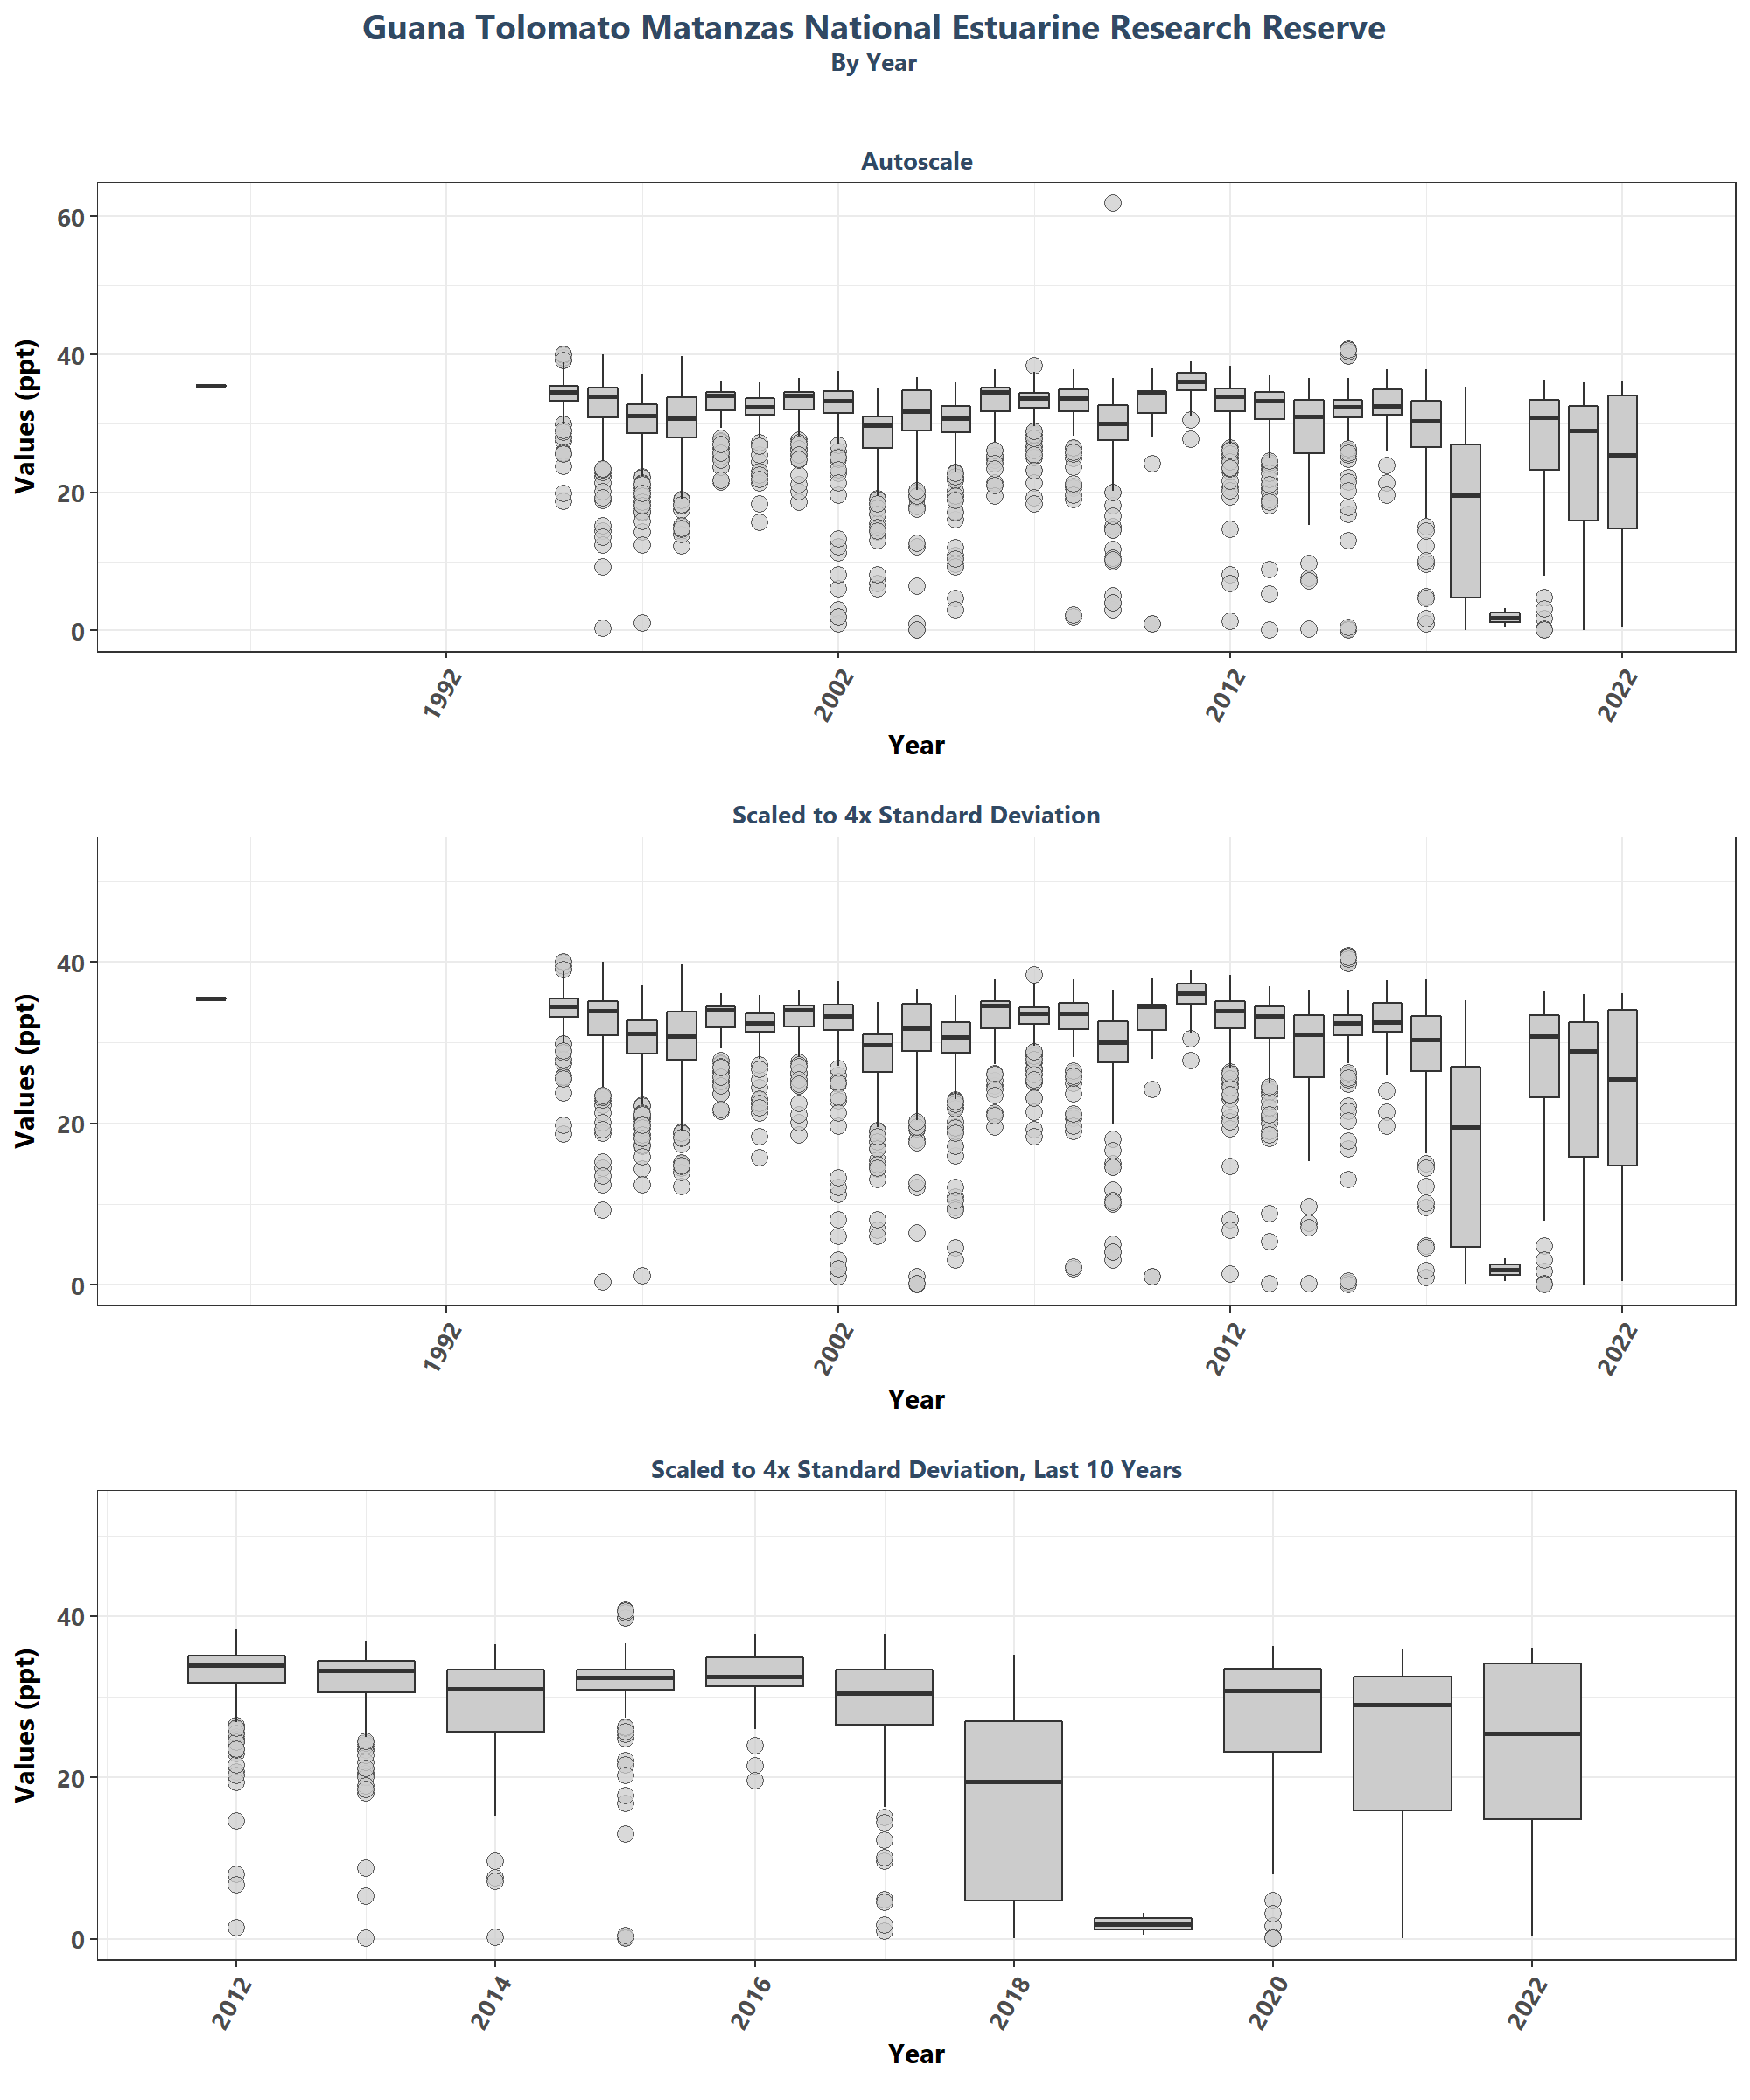 Guana Tolomato Matanzas National Estuarine Research Reserve
By Year
Autoscale
Values (ppt)
60
40
20
0
1992
2002
2012
2022
Year
Scaled to 4x Standard Deviation
Values (ppt)
40
20
0
1992
2002
2012
2022
Year
Scaled to 4x Standard Deviation, Last 10 Years
Values (ppt)
40
20
0
2012
2014
2016
2018
2020
2022
Year